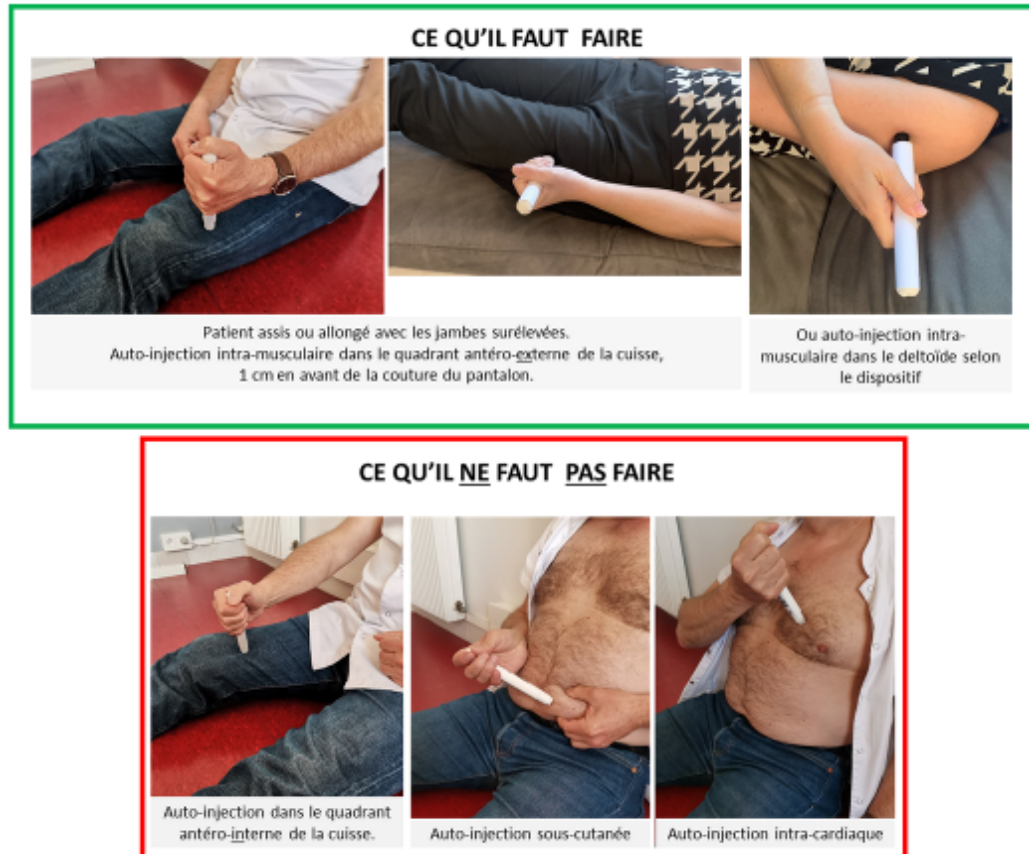 CE QU'IL FAUT FAIRE
Patient assis ou allongé avec les jambes surélevées.
Auto-injection intra-musculaire dans le quadrant antéro-externe de la cuisse,
1 cm en avant de la couture du pantalon.
Ou auto-injection intra-
musculaire dans le deltoïde selon
le dispositif
CE QU'IL NE FAUT PAS FAIRE
Auto-injection dans le quadrant
antéro-interne de la cuisse.
Auto-injection sous-cutanée
Auto-injection intra-cardiaque